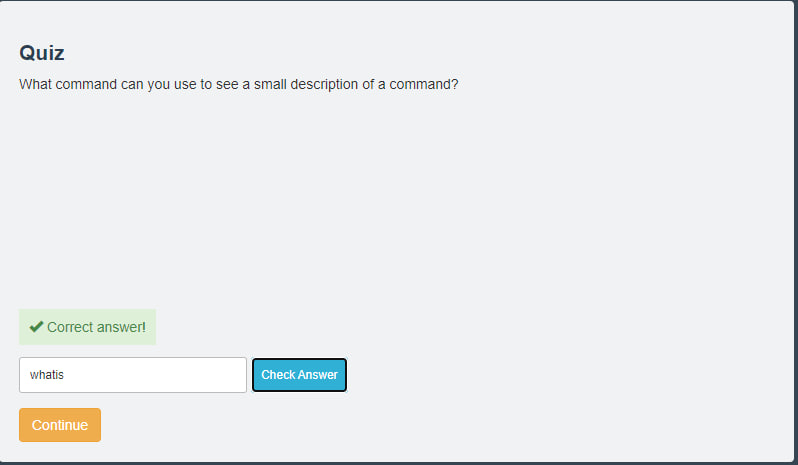 Quiz
What command can you use to see a small description of a command?
✔ Correct answer!
whatis
Check Answer
Continue